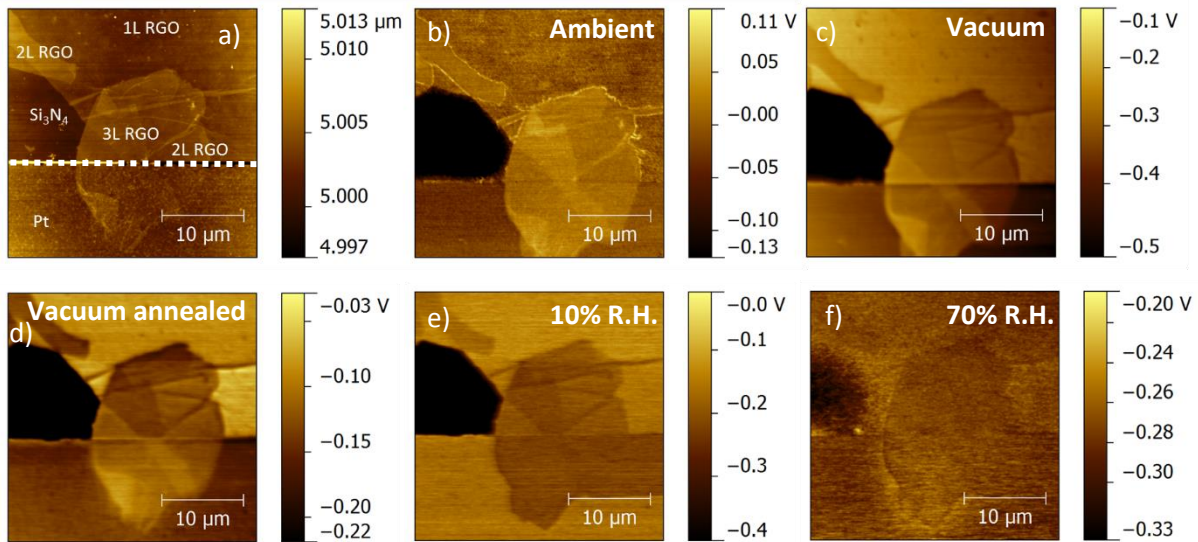 a)
1L RGO
2L RGO
Si₃N₄
3L RGO
2L RGO
Pt
10 µm
5.013 µm
5.010
5.005
5.000
4.997
b)
Ambient
10 µm
0.11 V
0.05
−0.00
−0.05
−0.10
−0.13
c)
Vacuum
10 µm
−0.1 V
−0.2
−0.3
−0.4
−0.5
d)
Vacuum annealed
10 µm
−0.03 V
−0.10
−0.15
−0.20
−0.22
e)
10% R.H.
10 µm
−0.0 V
−0.1
−0.2
−0.3
−0.4
f)
70% R.H.
10 µm
−0.20 V
−0.24
−0.26
−0.28
−0.30
−0.33